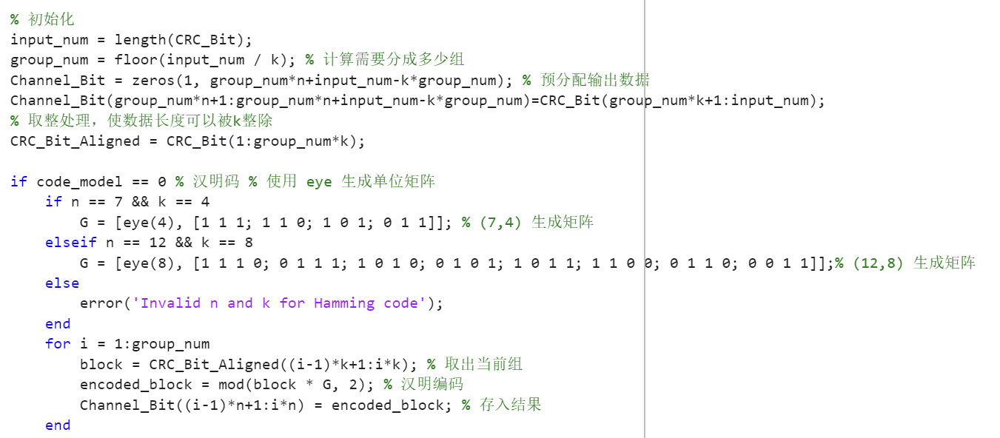 % 初始化
input_num = length(CRC_Bit);
group_num = floor(input_num / k); % 计算需要分成多少组
Channel_Bit = zeros(1, group_num*n+input_num-k*group_num); % 预分配输出数据
Channel_Bit(group_num*n+1:group_num*n+input_num-k*group_num)=CRC_Bit(group_num*k+1:input_num);
% 取整处理，使数据长度可以被k整除
CRC_Bit_Aligned = CRC_Bit(1:group_num*k);
if code_model == 0 % 汉明码 % 使用 eye 生成单位矩阵
    if n == 7 && k == 4
        G = [eye(4), [1 1 1; 1 1 0; 1 0 1; 0 1 1]]; % (7,4) 生成矩阵
    elseif n == 12 && k == 8
        G = [eye(8), [1 1 1 0; 0 1 1 1; 1 0 1 0; 0 1 0 1; 1 0 1 1; 1 1 0 0; 0 1 1 0; 0 0 1 1]];% (12,8) 生成矩阵
    else
        error('Invalid n and k for Hamming code');
    end
    for i = 1:group_num
        block = CRC_Bit_Aligned((i-1)*k+1:i*k); % 取出当前组
        encoded_block = mod(block * G, 2); % 汉明编码
        Channel_Bit((i-1)*n+1:i*n) = encoded_block; % 存入结果
    end